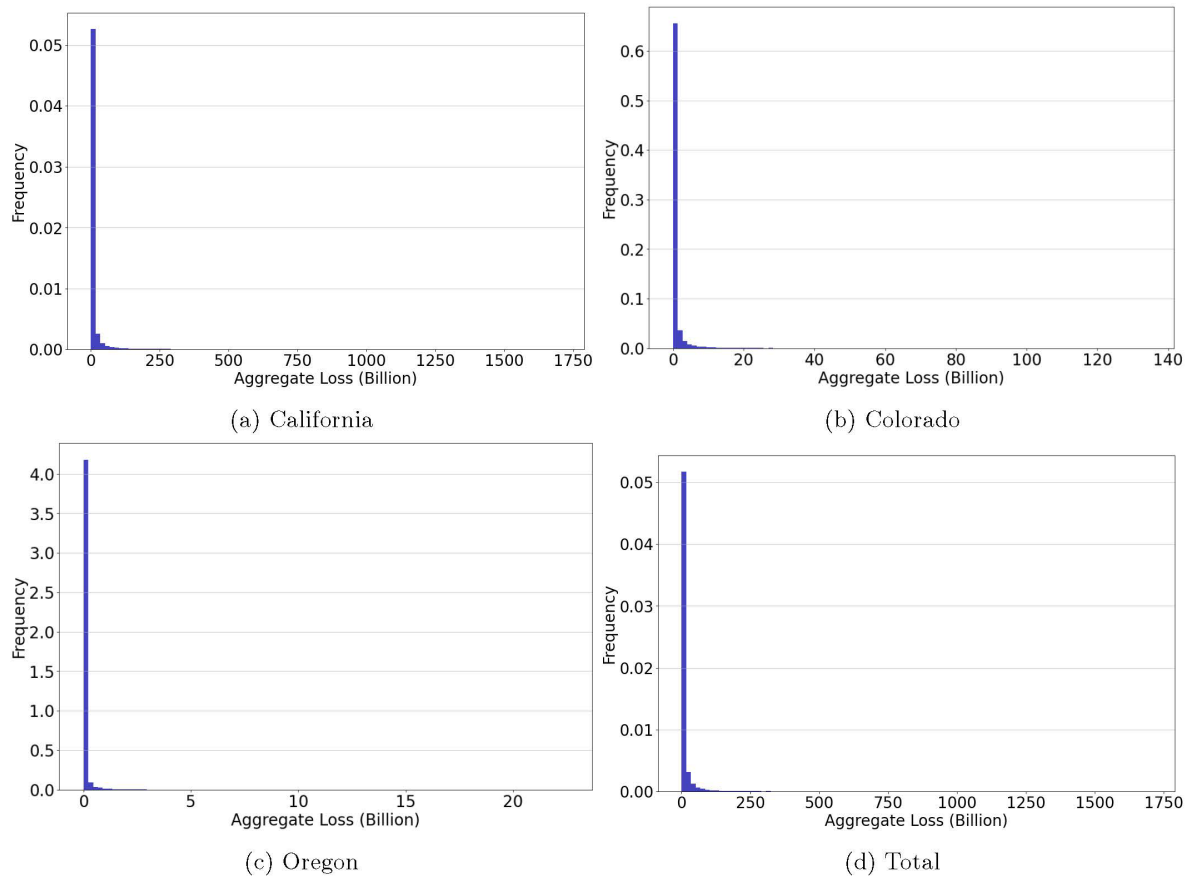 Frequency
0.05
0.04
0.03
0.02
0.01
0.00
0 250 500 750 1000 1250 1500 1750
Aggregate Loss (Billion)
(a) California
Frequency
0.6
0.5
0.4
0.3
0.2
0.1
0.0
0 20 40 60 80 100 120 140
Aggregate Loss (Billion)
(b) Colorado
Frequency
4.0
3.5
3.0
2.5
2.0
1.5
1.0
0.5
0.0
0 5 10 15 20
Aggregate Loss (Billion)
(c) Oregon
Frequency
0.05
0.04
0.03
0.02
0.01
0.00
0 250 500 750 1000 1250 1500 1750
Aggregate Loss (Billion)
(d) Total